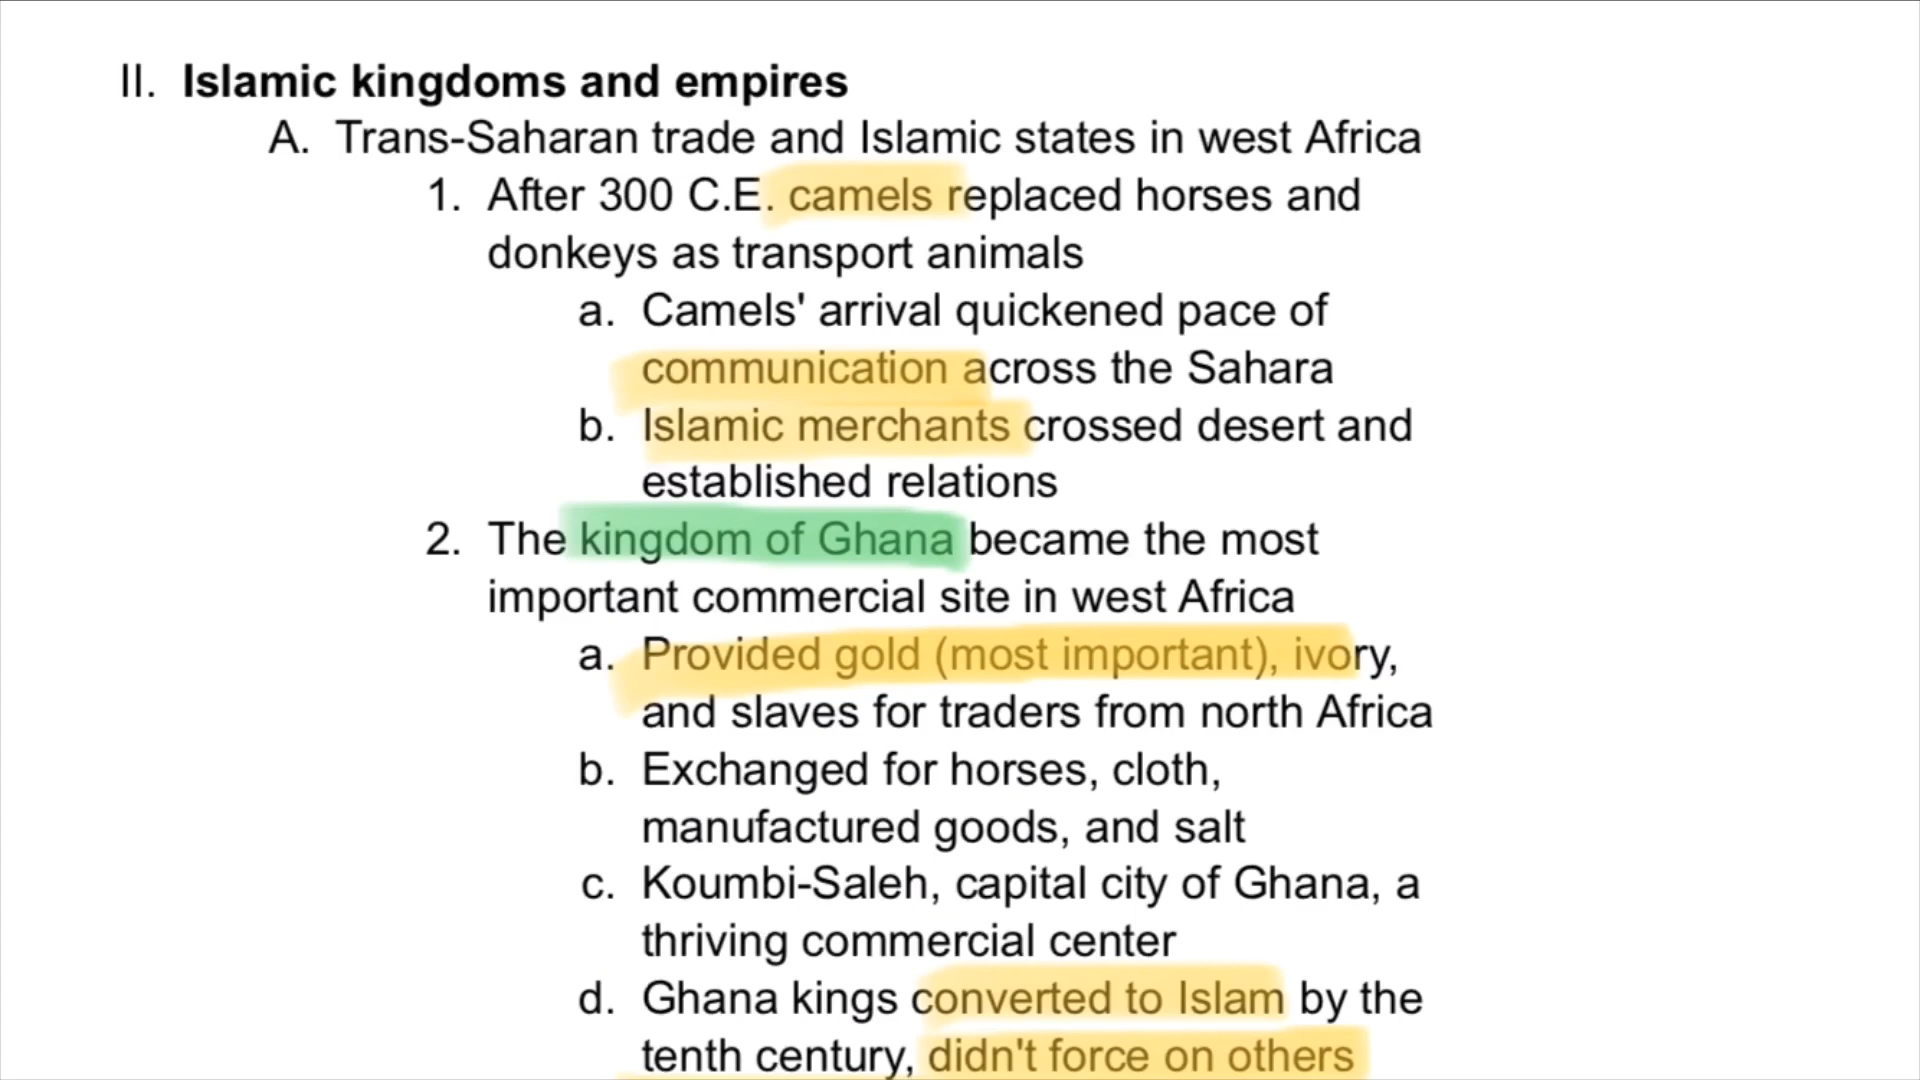 II. Islamic kingdoms and empires
A. Trans-Saharan trade and Islamic states in west Africa
1. After 300 C.E. camels replaced horses and
donkeys as transport animals
a. Camels' arrival quickened pace of
communication across the Sahara
b. Islamic merchants crossed desert and
established relations
2. The kingdom of Ghana became the most
important commercial site in west Africa
a. Provided gold (most important), ivory,
and slaves for traders from north Africa
b. Exchanged for horses, cloth,
manufactured goods, and salt
c. Koumbi-Saleh, capital city of Ghana, a
thriving commercial center
d. Ghana kings converted to Islam by the
tenth century, didn't force on others